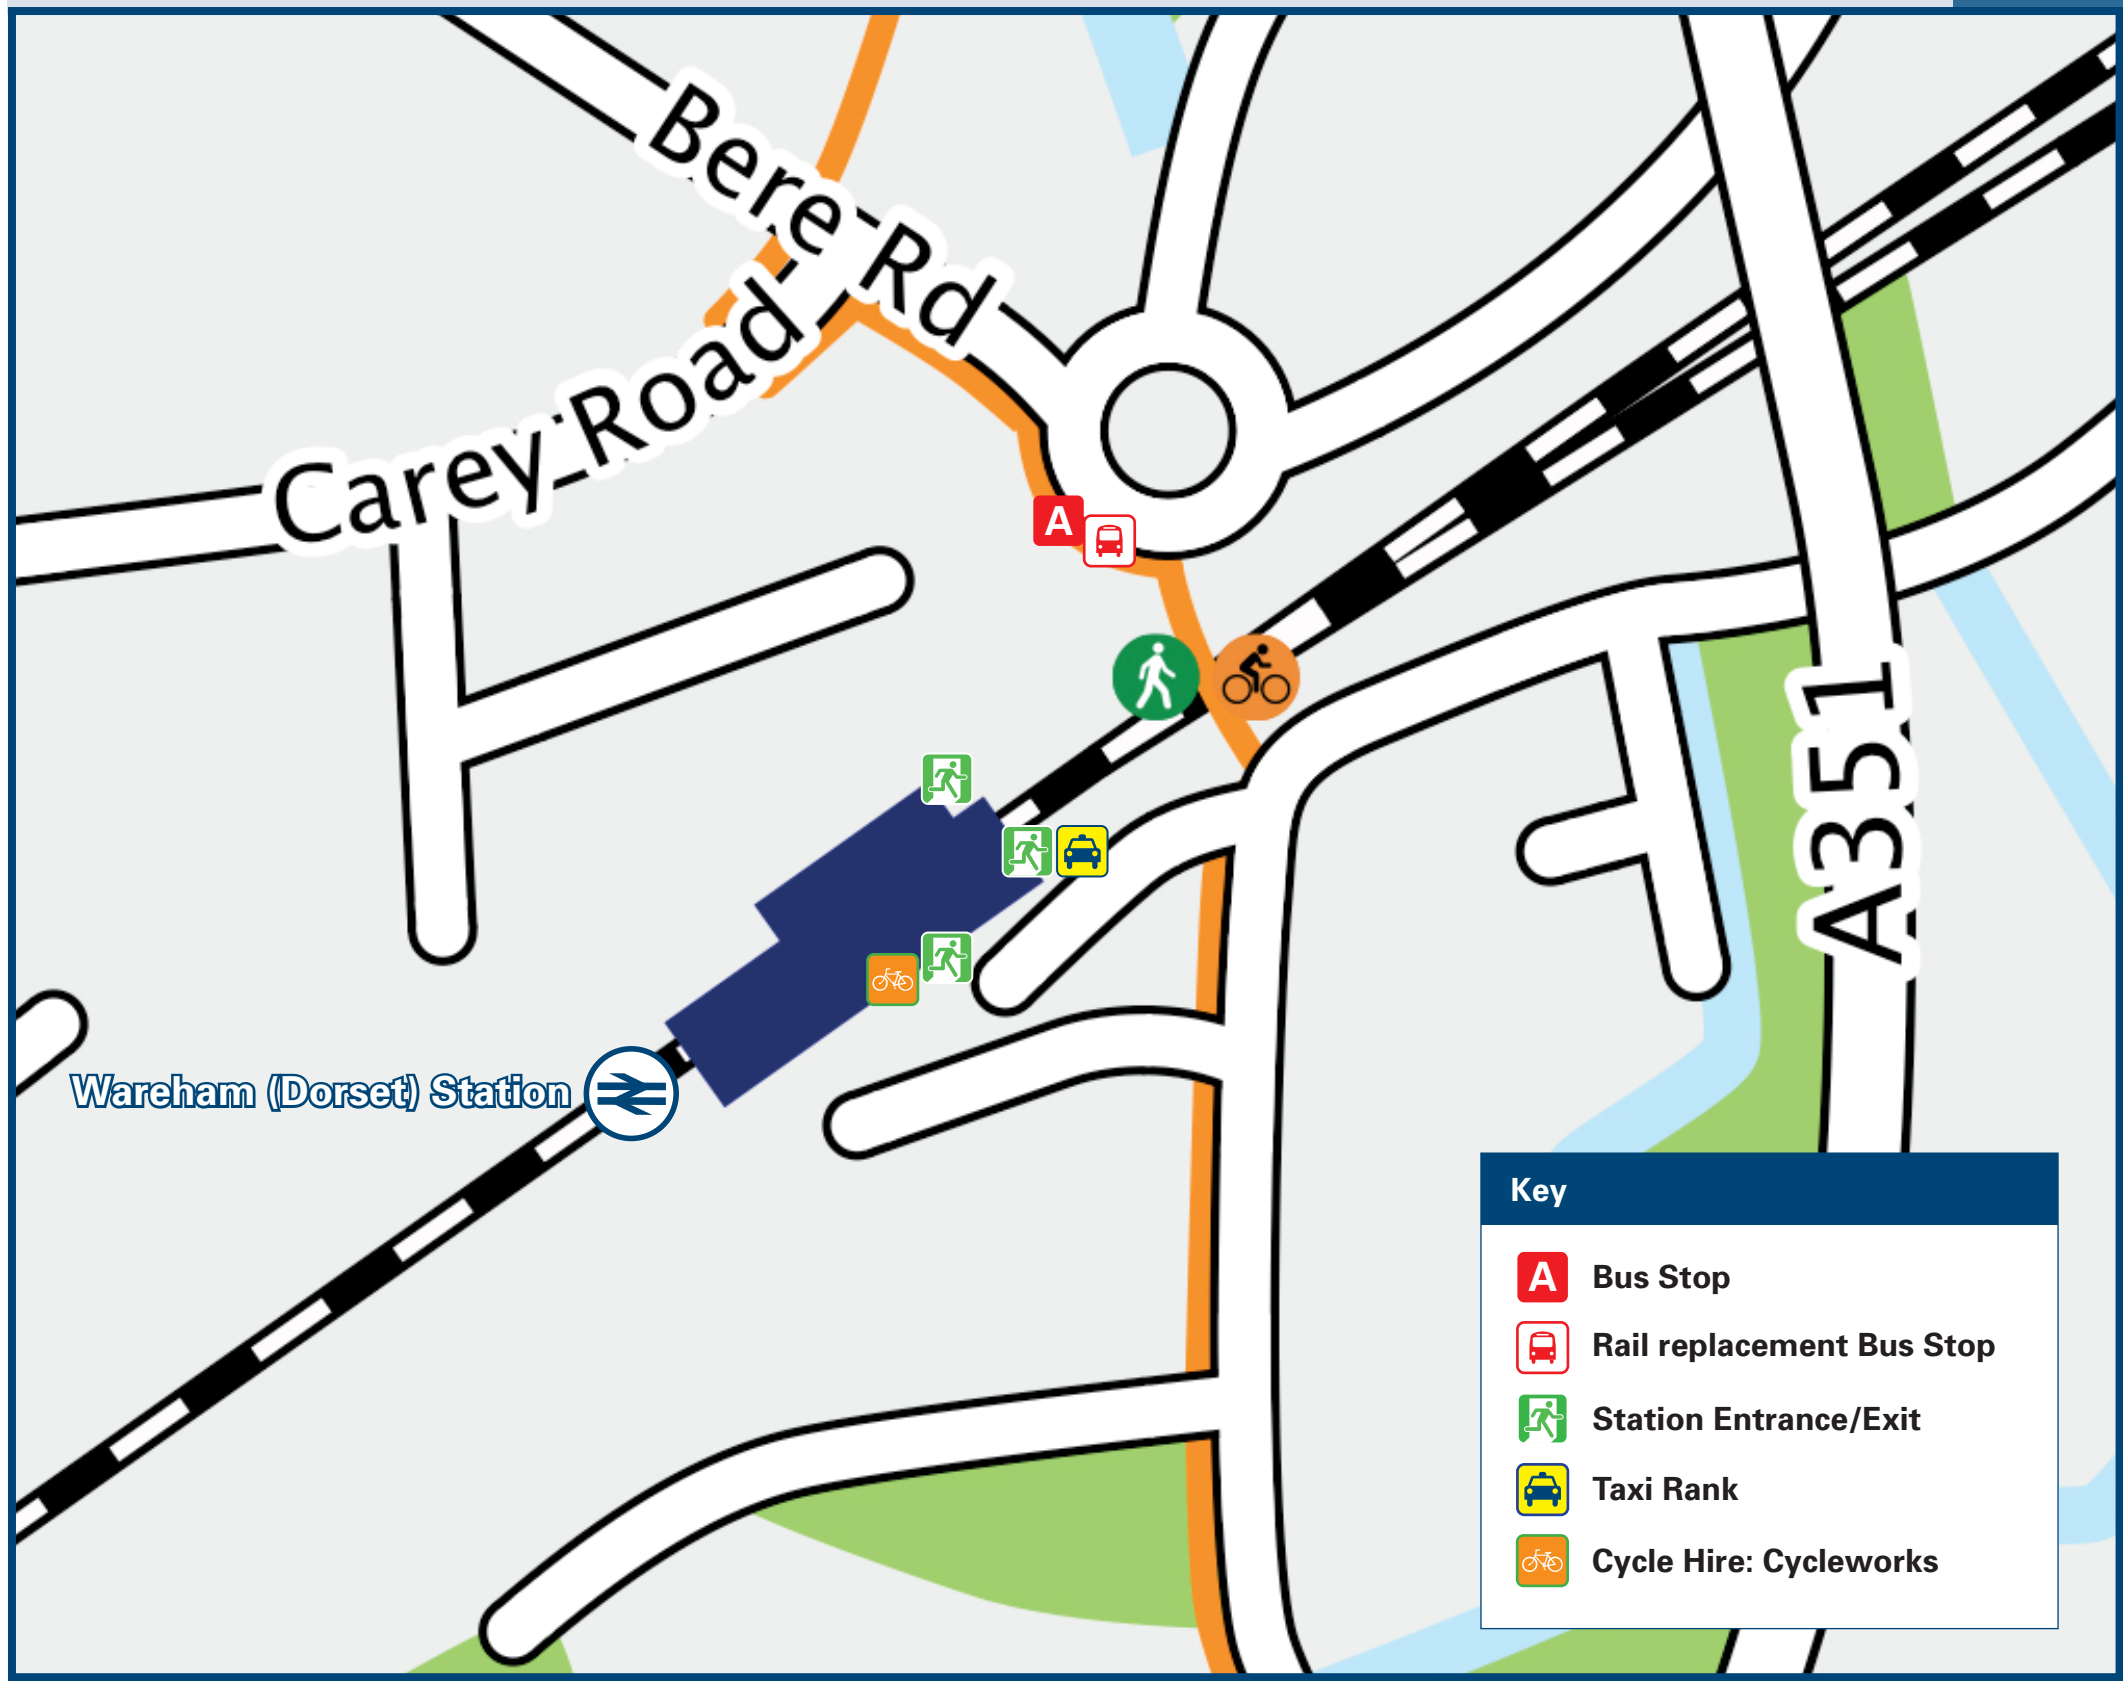 Bere Rd
Carey Road
A
A351
Wareham (Dorset) Station
Key
A Bus Stop
Rail replacement Bus Stop
Station Entrance/Exit
Taxi Rank
Cycle Hire: Cycleworks